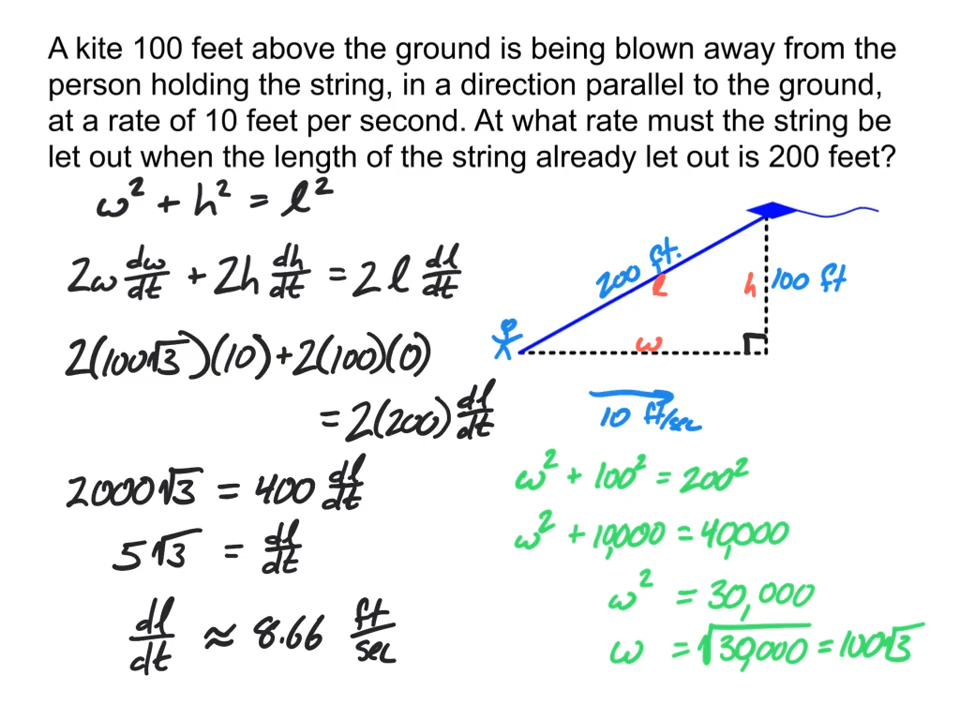 A kite 100 feet above the ground is being blown away from the
person holding the string, in a direction parallel to the ground,
at a rate of 10 feet per second. At what rate must the string be
let out when the length of the string already let out is 200 feet?
w² + h² = l²
2w dw/dt + 2h dh/dt = 2l dl/dt
2(100√3)(10) + 2(100)(0)
= 2(200) dl/dt
2000√3 = 400 dl/dt
5√3 = dl/dt
dl/dt ≈ 8.66 ft/sec
200 ft.
l
h
100 ft
w
10 ft/sec
w² + 100² = 200²
w² + 10,000 = 40,000
w² = 30,000
w = √30,000 = 100√3